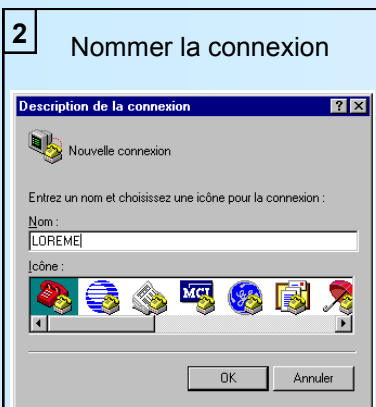 2
Nommer la connexion
Description de la connexion
Nouvelle connexion
Entrez un nom et choisissez une icône pour la connexion :
Nom :
LOREME
Icône :
MCI
OK
Annuler